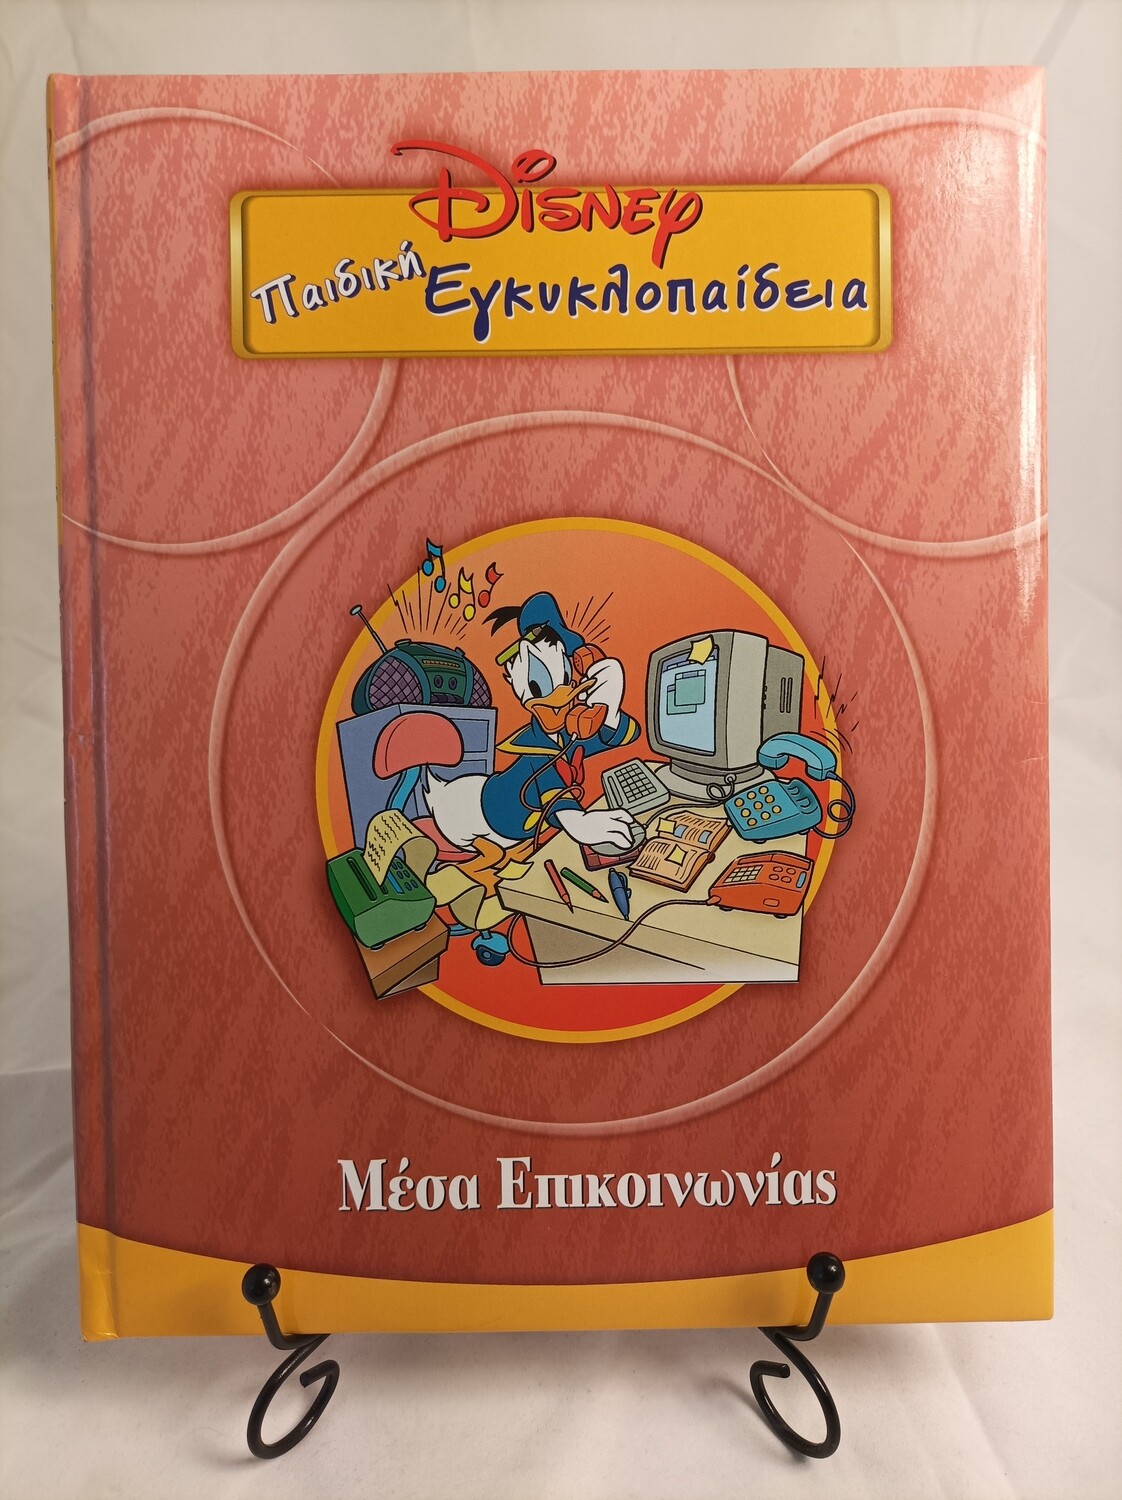 Disney
Παιδική Εγκυκλοπαίδεια
Μέσα Επικοινωνίας